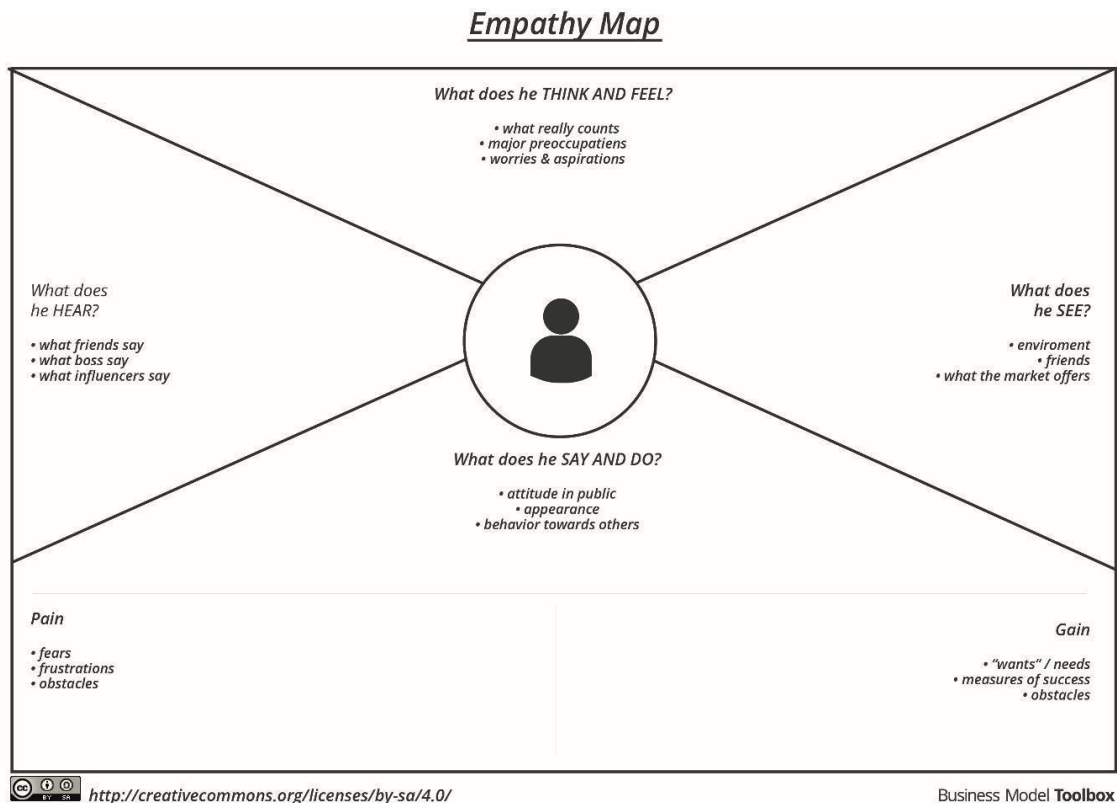 Empathy Map
What does he THINK AND FEEL?
• what really counts
• major preoccupatiens
• worries & aspirations
What does
he HEAR?
• what friends say
• what boss say
• what influencers say
What does
he SEE?
• enviroment
• friends
• what the market offers
What does he SAY AND DO?
• attitude in public
• appearance
• behavior towards others
Pain
• fears
• frustrations
• obstacles
Gain
• “wants” / needs
• measures of success
• obstacles
cc BY SA
http://creativecommons.org/licenses/by-sa/4.0/
Business Model Toolbox